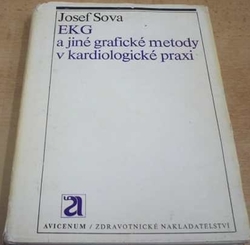 Josef Sova
EKG
a jiné grafické metody
v kardiologické praxi
a
AVICENUM / ZDRAVOTNICKÉ NAKLADATELSTVÍ